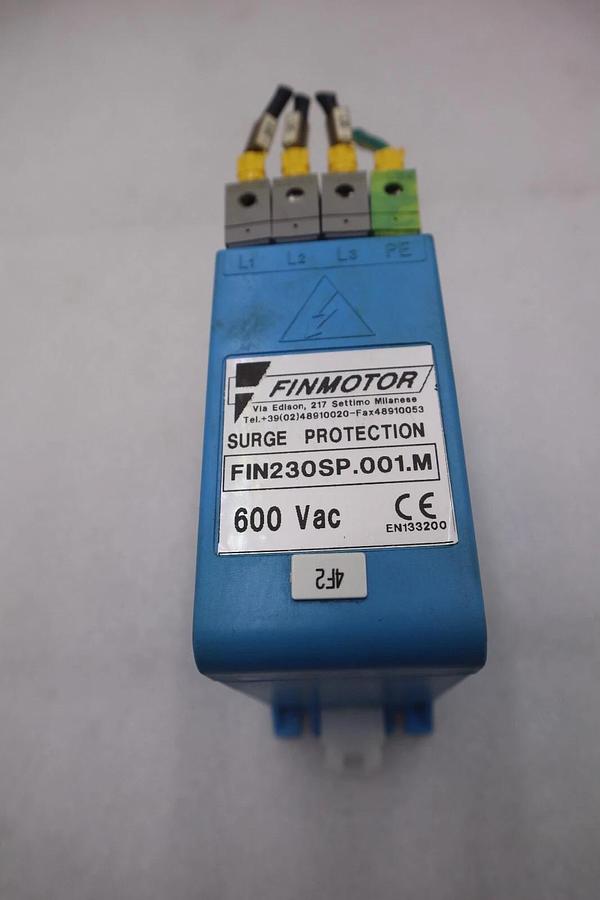 L1 L2 L3 PE
FINMOTOR
Via Edison, 217 Settimo Milanese
Tel.+39(02)48910020-Fax48910053
SURGE PROTECTION
FIN230SP.001.M
600 Vac CE
EN133200
4F2